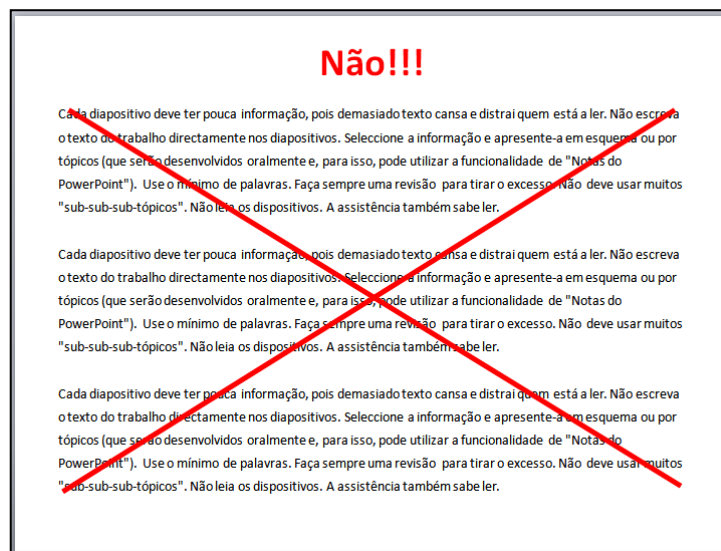 Não!!!
Cada diapositivo deve ter pouca informação, pois demasiado texto cansa e distrai quem está a ler. Não escreva
o texto do trabalho directamente nos diapositivos. Seleccione a informação e apresente-a em esquema ou por
tópicos (que serão desenvolvidos oralmente e, para isso, pode utilizar a funcionalidade de "Notas do
PowerPoint"). Use o mínimo de palavras. Faça sempre uma revisão para tirar o excesso. Não deve usar muitos
"sub-sub-sub-tópicos". Não leia os dispositivos. A assistência também sabe ler.
Cada diapositivo deve ter pouca informação, pois demasiado texto cansa e distrai quem está a ler. Não escreva
o texto do trabalho directamente nos diapositivos. Seleccione a informação e apresente-a em esquema ou por
tópicos (que serão desenvolvidos oralmente e, para isso, pode utilizar a funcionalidade de "Notas do
PowerPoint"). Use o mínimo de palavras. Faça sempre uma revisão para tirar o excesso. Não deve usar muitos
"sub-sub-sub-tópicos". Não leia os dispositivos. A assistência também sabe ler.
Cada diapositivo deve ter pouca informação, pois demasiado texto cansa e distrai quem está a ler. Não escreva
o texto do trabalho directamente nos diapositivos. Seleccione a informação e apresente-a em esquema ou por
tópicos (que serão desenvolvidos oralmente e, para isso, pode utilizar a funcionalidade de "Notas do
PowerPoint"). Use o mínimo de palavras. Faça sempre uma revisão para tirar o excesso. Não deve usar muitos
"sub-sub-sub-tópicos". Não leia os dispositivos. A assistência também sabe ler.